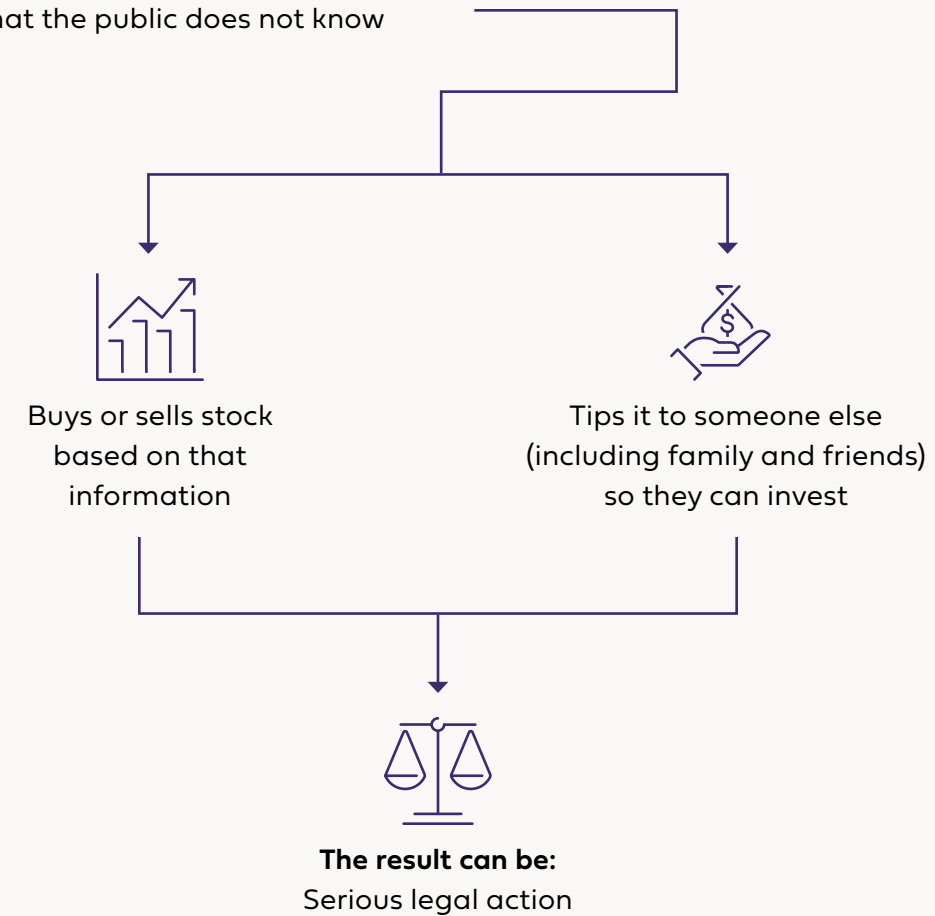 hat the public does not know
Buys or sells stock
based on that
information
Tips it to someone else
(including family and friends)
so they can invest
$
The result can be:
Serious legal action